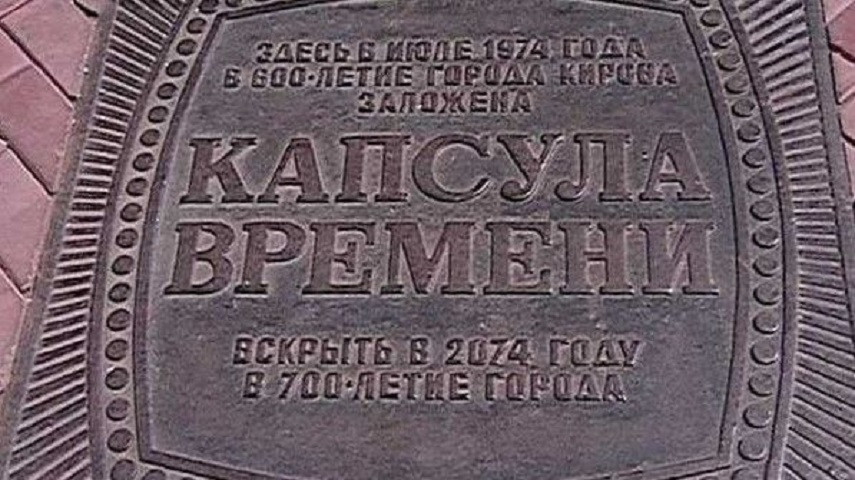 ЗДЕСЬ В ИЮЛЕ 1974 ГОДА
В 600-ЛЕТИЕ ГОРОДА КИРОВА
ЗАЛОЖЕНА
КАПСУЛА
ВРЕМЕНИ
ВСКРЫТЬ В 2074 ГОДУ
В 700-ЛЕТИЕ ГОРОДА